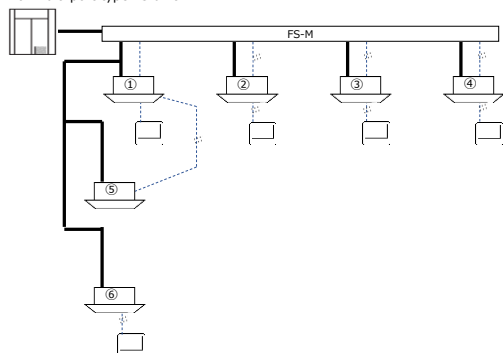 FS-M
① ② ③ ④
⑤
⑥